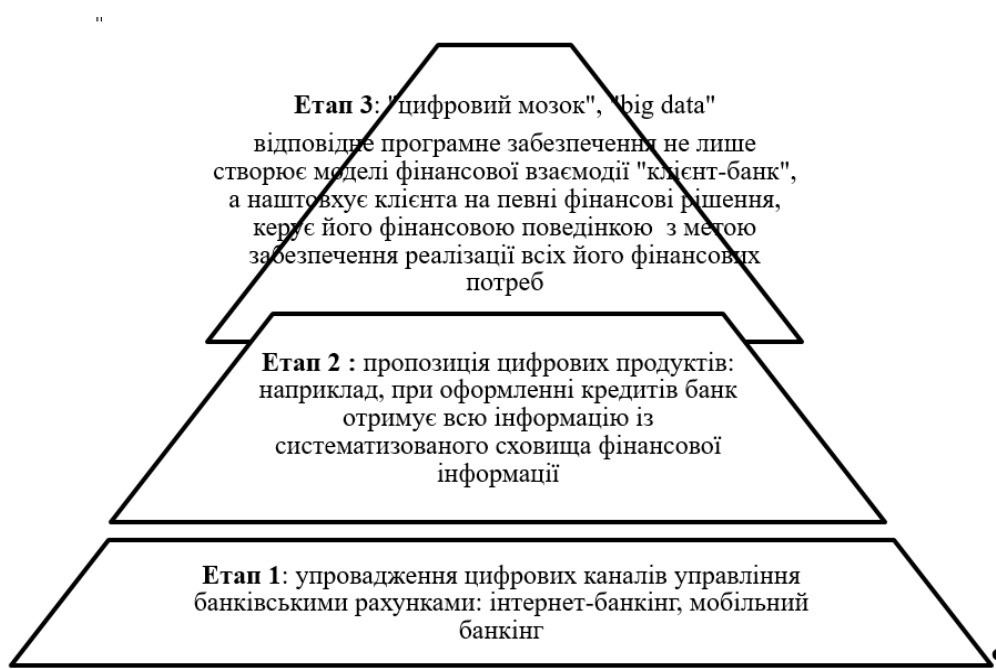 "
Етап 3: "цифровий мозок", "big data"
відповідне програмне забезпечення не лише
створює моделі фінансової взаємодії "клієнт-банк",
а наштовхує клієнта на певні фінансові рішення,
керує його фінансовою поведінкою з метою
забезпечення реалізації всіх його фінансових
потреб
Етап 2 : пропозиція цифрових продуктів:
наприклад, при оформленні кредитів банк
отримує всю інформацію із
систематизованого сховища фінансової
інформації
Етап 1: упровадження цифрових каналів управління
банківськими рахунками: інтернет-банкінг, мобільний
банкінг